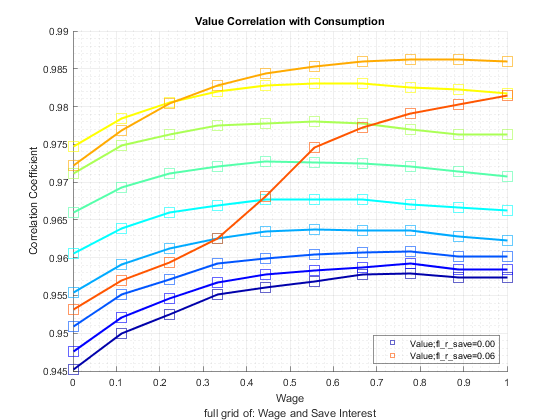 Value Correlation with Consumption
0.99
0.985
0.98
0.975
0.97
0.965
0.96
0.955
0.95
0.945
Correlation Coefficient
0 0.1 0.2 0.3 0.4 0.5 0.6 0.7 0.8 0.9 1
Value;fl_r_save=0.00
Value;fl_r_save=0.06
Wage
full grid of: Wage and Save Interest